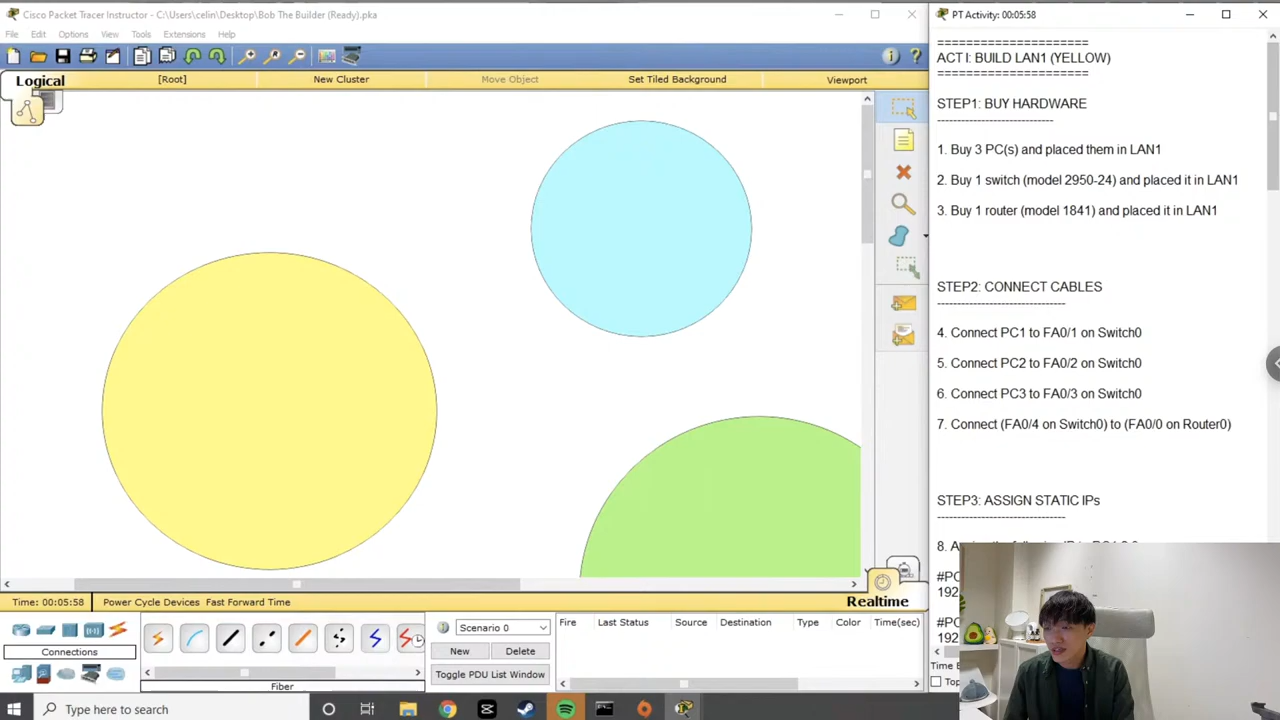 Cisco Packet Tracer Instructor - C:\Users\celin\Desktop\Bob The Builder (Ready).pka
File Edit Options View Tools Extensions Help
Logical [Root] New Cluster Move Object Set Tiled Background Viewport
Time: 00:05:58 Power Cycle Devices Fast Forward Time Realtime
Connections
Fiber
Scenario 0
New Delete
Toggle PDU List Window
Fire Last Status Source Destination Type Color Time(sec)
Type here to search
PT Activity: 00:05:58
=====================
ACT I: BUILD LAN1 (YELLOW)
=====================
STEP1: BUY HARDWARE
-----------------------------
1. Buy 3 PC(s) and placed them in LAN1
2. Buy 1 switch (model 2950-24) and placed it in LAN1
3. Buy 1 router (model 1841) and placed it in LAN1
STEP2: CONNECT CABLES
--------------------------------
4. Connect PC1 to FA0/1 on Switch0
5. Connect PC2 to FA0/2 on Switch0
6. Connect PC3 to FA0/3 on Switch0
7. Connect (FA0/4 on Switch0) to (FA0/0 on Router0)
STEP3: ASSIGN STATIC IPs
--------------------------------
8.
#PC
192
#PC
192
Time
Top